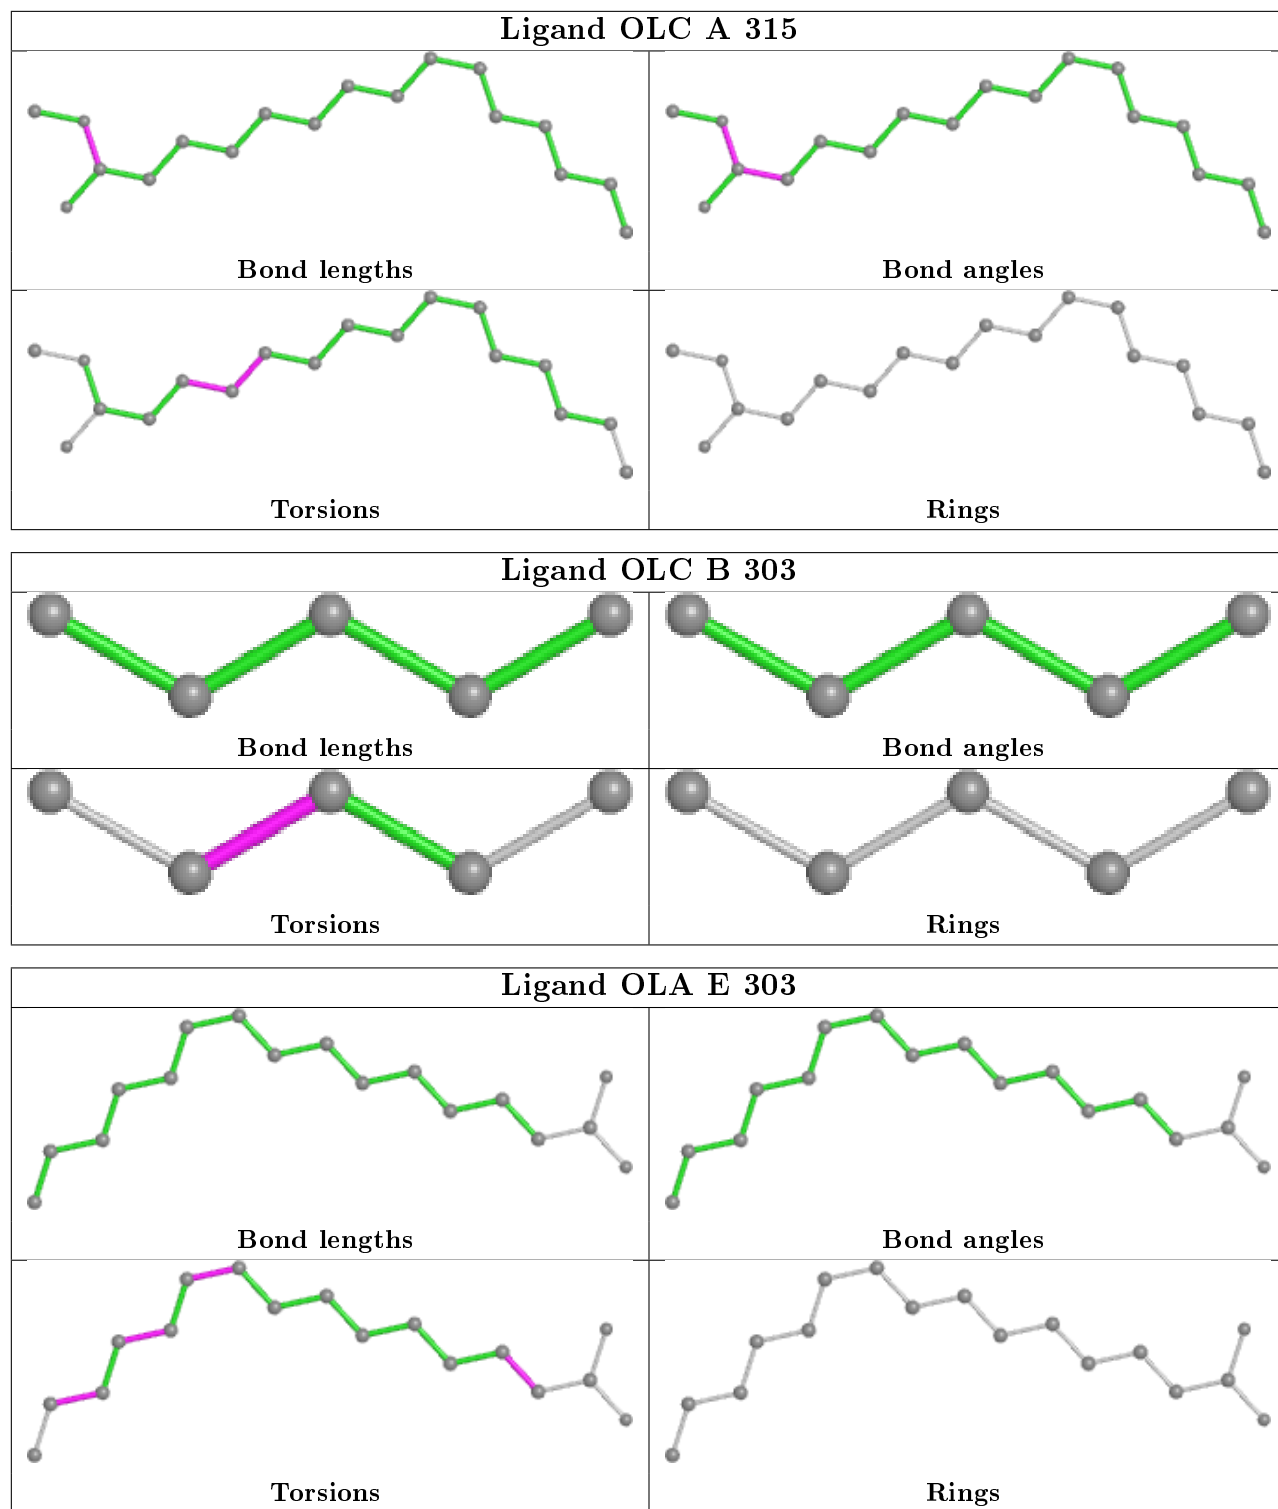 Ligand OLC A 315
Bond lengths
Bond angles
Torsions
Rings
Ligand OLC B 303
Bond lengths
Bond angles
Torsions
Rings
Ligand OLA E 303
Bond lengths
Bond angles
Torsions
Rings